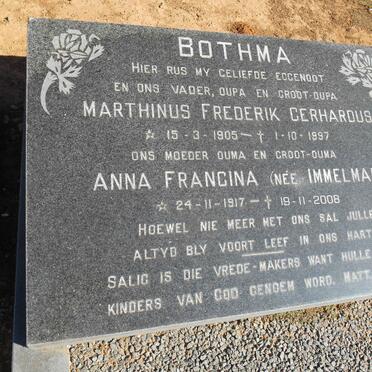 BOTHMA
HIER RUS MY GELIEFDE EGGENOOT
EN ONS VADER, OUPA EN GROOT-OUPA
MARTHINUS FREDERIK GERHARDUS
☆ 15-3-1905 – † 1-10-1997
ONS MOEDER OUMA EN GROOT-OUMA
ANNA FRANCINA (NÉE IMMELMA
☆ 24-11-1917 – † 19-11-2008
HOEWEL NIE MEER MET ONS SAL JULLE
ALTYD BLY VOORT LEEF IN ONS HART
SALIG IS DIE VREDE-MAKERS WANT HULLE
KINDERS VAN GOD GENOEM WORD. MATT.